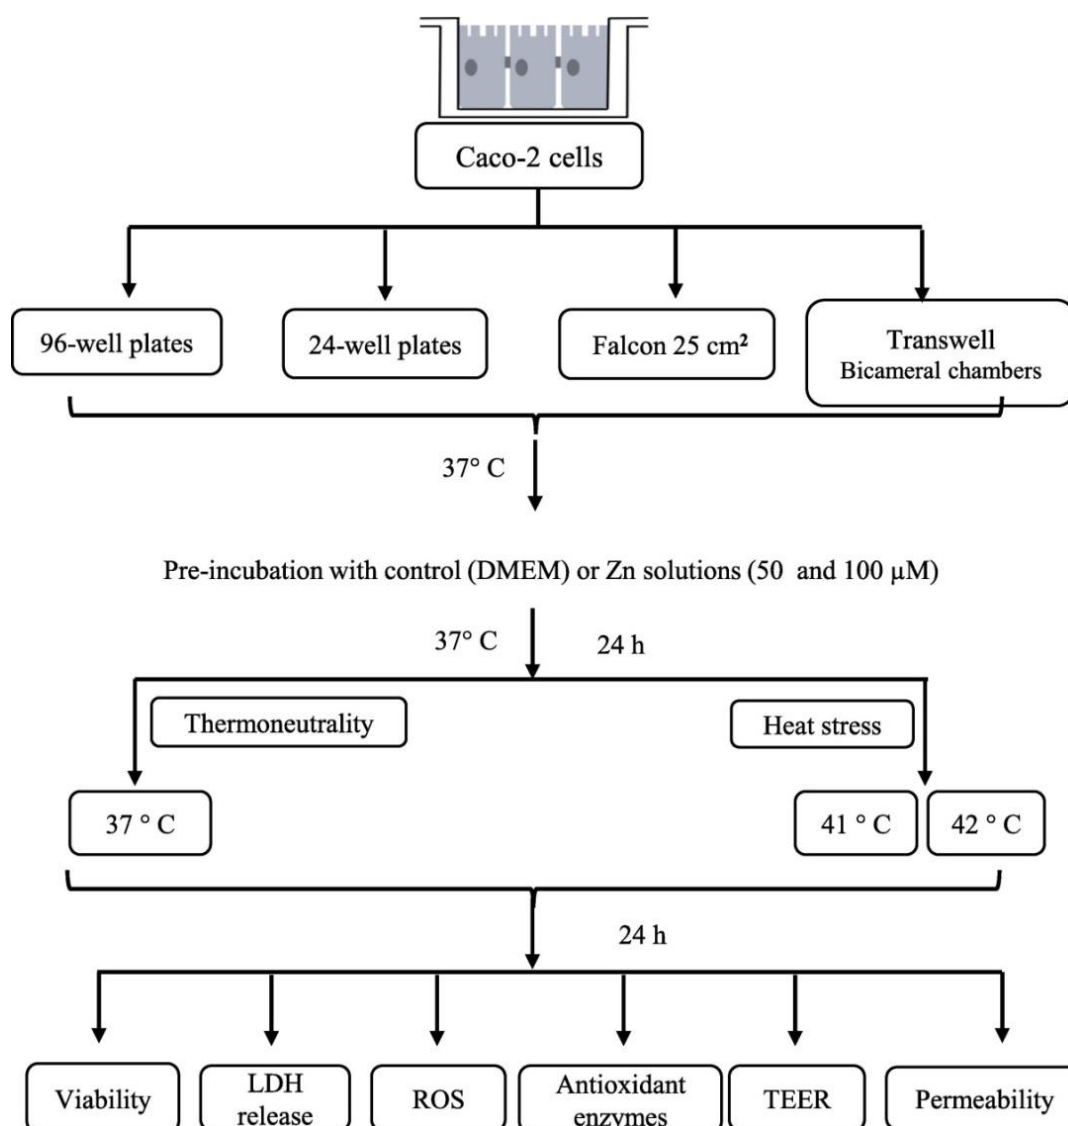 Caco-2 cells
96-well plates
24-well plates
Falcon 25 cm²
Transwell
Bicameral chambers
37° C
Pre-incubation with control (DMEM) or Zn solutions (50 and 100 µM)
37° C
24 h
Thermoneutrality
Heat stress
37 ° C
41 ° C
42 ° C
24 h
Viability
LDH
release
ROS
Antioxidant
enzymes
TEER
Permeability